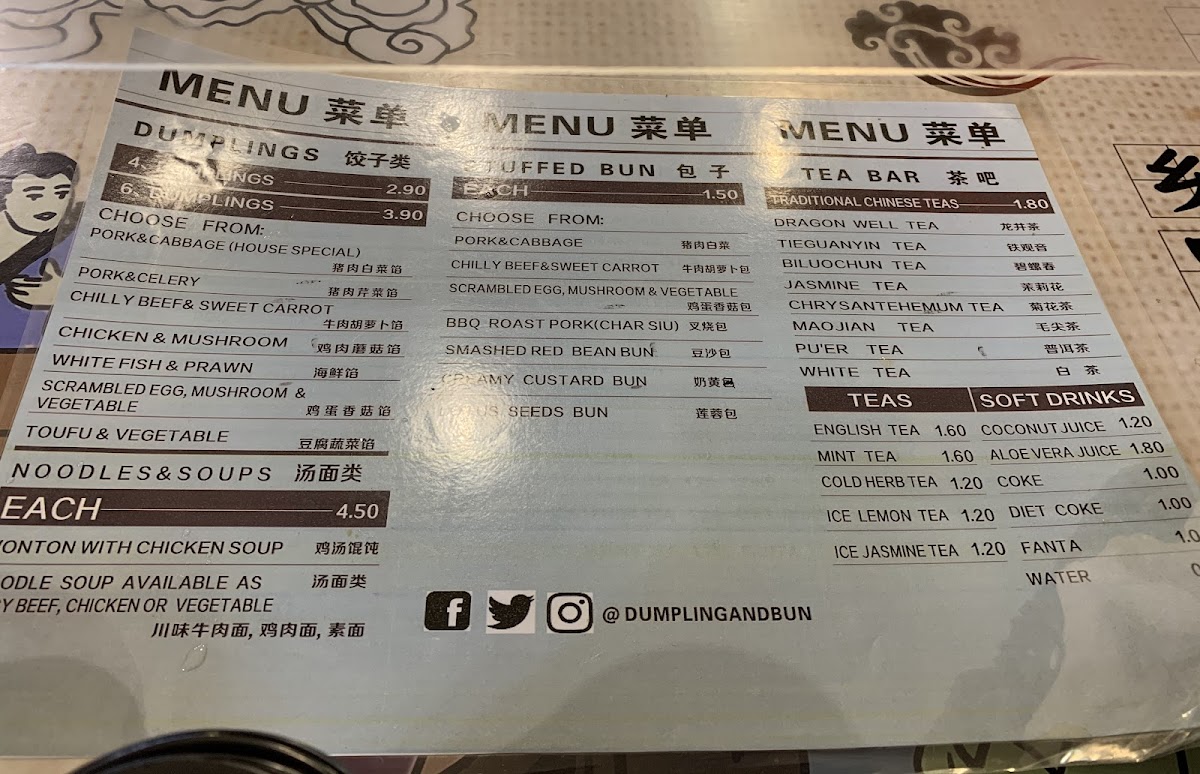 MENU 菜单
DUMPLINGS 饺子类
4
2.90
6 DUMPLINGS 3.90
CHOOSE FROM:
PORK&CABBAGE (HOUSE SPECIAL)
猪肉白菜馅
PORK&CELERY
猪肉芹菜馅
CHILLY BEEF& SWEET CARROT
牛肉胡萝卜馅
CHICKEN & MUSHROOM 鸡肉蘑菇馅
WHITE FISH & PRAWN 海鲜馅
SCRAMBLED EGG, MUSHROOM &
VEGETABLE 鸡蛋香菇馅
TOUFU & VEGETABLE 豆腐蔬菜馅
NOODLES&SOUPS 汤面类
EACH 4.50
WITH CHICKEN SOUP 鸡汤馄饨
SOUP AVAILABLE AS 汤面类
BEEF, CHICKEN OR VEGETABLE
川味牛肉面, 鸡肉面, 素面
MENU 菜单
BUN 包子
EACH 1.50
CHOOSE FROM:
PORK&CABBAGE 猪肉白菜
CHILLY BEEF&SWEET CARROT 牛肉胡萝卜包
SCRAMBLED EGG, MUSHROOM & VEGETABLE
鸡蛋香菇包
BBQ ROAST PORK(CHAR SIU) 叉烧包
SMASHED RED BEAN BUN 豆沙包
CREAMY CUSTARD BUN 奶黄包
SEEDS BUN 莲蓉包
@DUMPLINGANDBUN
MENU 菜单
TEA BAR 茶吧
TRADITIONAL CHINESE TEAS 1.80
DRAGON WELL TEA 龙井茶
TIEGUANYIN TEA 铁观音
BILUOCHUN TEA 碧螺春
JASMINE TEA 茉莉花
CHRYSANTEHEMUM TEA 菊花茶
MAOJIAN TEA 毛尖茶
PU'ER TEA 普洱茶
WHITE TEA 白茶
TEAS
ENGLISH TEA 1.60
MINT TEA 1.60
COLD HERB TEA 1.20
ICE LEMON TEA 1.20
ICE JASMINE TEA 1.20
SOFT DRINKS
COCONUT JUICE 1.20
ALOE VERA JUICE 1.80
COKE 1.00
DIET COKE 1.00
FANTA
WATER